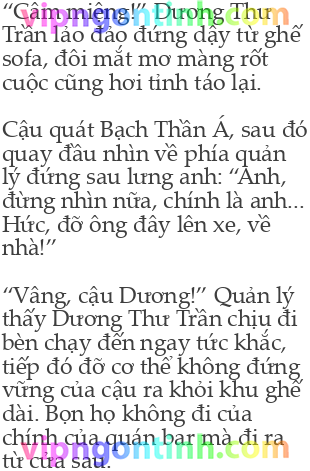 “Câm miệng!” Dương Thư
Trần lảo đảo đứng dậy từ ghế
sofa, đôi mắt mơ màng rốt
cuộc cũng hơi tỉnh táo lại.
Cậu quát Bạch Thần Á, sau đó
quay đầu nhìn về phía quản
lý đứng sau lưng anh: “Anh,
đừng nhìn nữa, chính là anh...
Hức, đỡ ông đây lên xe, về
nhà!”
“Vâng, cậu Dương!” Quản lý
thấy Dương Thư Trần chịu đi
bèn chạy đến ngay tức khắc,
tiếp đó đỡ cơ thể không đứng
vững của cậu ra khỏi khu ghế
dài. Bọn họ không đi cửa
chính của quán bar mà đi ra
từ cửa sau.
vipngontinh.com
vipngontinh.com